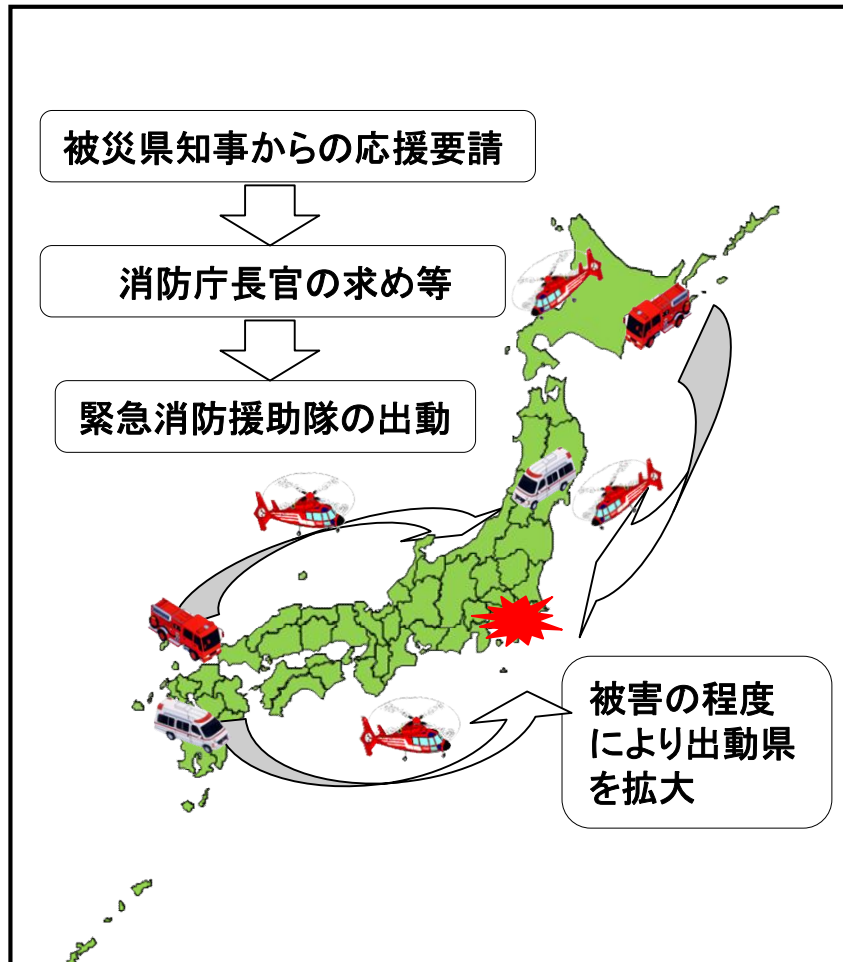 被災県知事からの応援要請
消防庁長官の求め等
緊急消防援助隊の出動
被害の程度
により出動県
を拡大